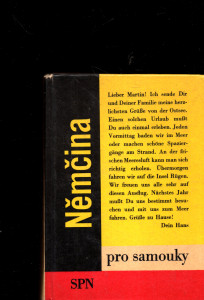 Lieber Martin! Ich sende Dir
und Deiner Familie meine herz-
lichsten Grüße von der Ostsee.
Einen solchen Urlaub mußt
Du auch einmal erleben. Jeden
Vormittag baden wir im Meer
oder machen schöne Spazier-
gänge am Strand. An der fri-
schen Meeresluft kann man sich
richtig erholen. Übermorgen
fahren wir auf die Insel Rügen.
Wir freuen uns alle sehr auf
diesen Ausflug. Nächstes Jahr
mußt Du uns bestimmt besu-
chen und mit uns zum Meer
fahren. Grüße zu Hause!
Dein Hans
Němčina
pro samouky
SPN